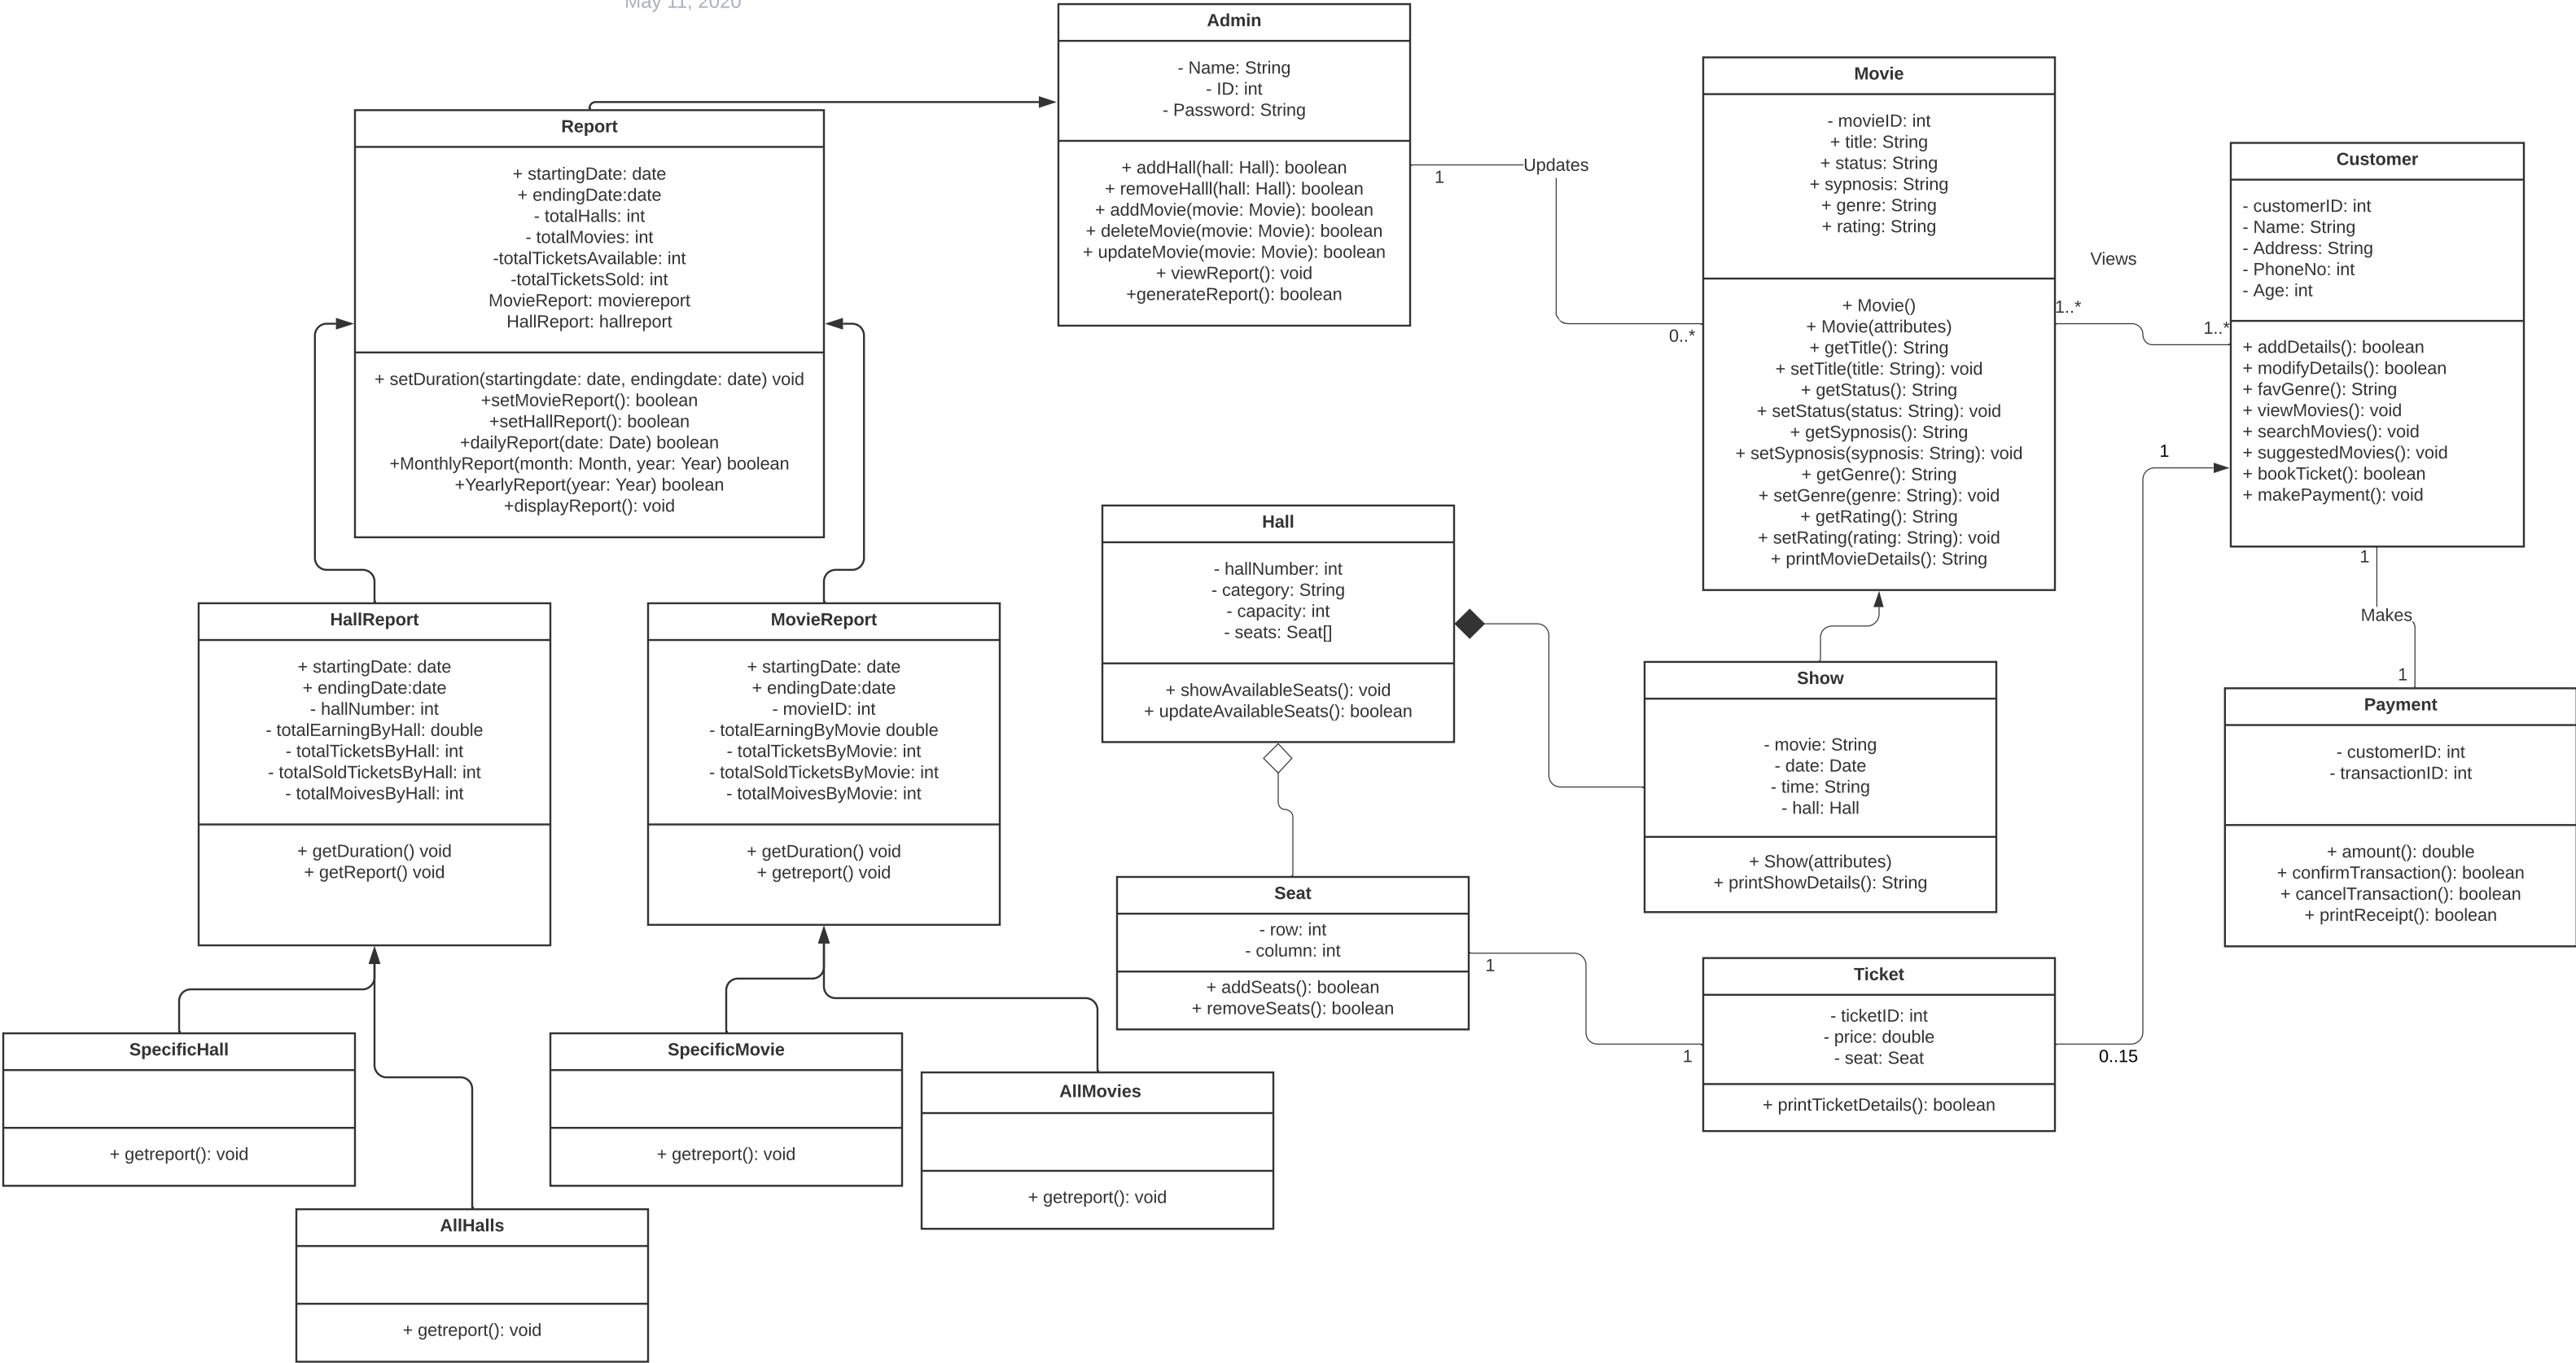 May 11, 2020
Admin
- Name: String
- ID: int
- Password: String
+ addHall(hall: Hall): boolean
+ removeHalll(hall: Hall): boolean
+ addMovie(movie: Movie): boolean
+ deleteMovie(movie: Movie): boolean
+ updateMovie(movie: Movie): boolean
+ viewReport(): void
+generateReport(): boolean
Report
+ startingDate: date
+ endingDate:date
- totalHalls: int
- totalMovies: int
-totalTicketsAvailable: int
-totalTicketsSold: int
MovieReport: moviereport
HallReport: hallreport
+ setDuration(startingdate: date, endingdate: date) void
+setMovieReport(): boolean
+setHallReport(): boolean
+dailyReport(date: Date) boolean
+MonthlyReport(month: Month, year: Year) boolean
+YearlyReport(year: Year) boolean
+displayReport(): void
1
Updates
0..*
Movie
- movieID: int
+ title: String
+ status: String
+ sypnosis: String
+ genre: String
+ rating: String
+ Movie()
+ Movie(attributes)
+ getTitle(): String
+ setTitle(title: String): void
+ getStatus(): String
+ setStatus(status: String): void
+ getSypnosis(): String
+ setSypnosis(sypnosis: String): void
+ getGenre(): String
+ setGenre(genre: String): void
+ getRating(): String
+ setRating(rating: String): void
+ printMovieDetails(): String
Views
1..*
1..*
Customer
- customerID: int
- Name: String
- Address: String
- PhoneNo: int
- Age: int
+ addDetails(): boolean
+ modifyDetails(): boolean
+ favGenre(): String
+ viewMovies(): void
+ searchMovies(): void
+ suggestedMovies(): void
+ bookTicket(): boolean
+ makePayment(): void
1
1
Makes
1
Hall
- hallNumber: int
- category: String
- capacity: int
- seats: Seat[]
+ showAvailableSeats(): void
+ updateAvailableSeats(): boolean
HallReport
+ startingDate: date
+ endingDate:date
- hallNumber: int
- totalEarningByHall: double
- totalTicketsByHall: int
- totalSoldTicketsByHall: int
- totalMoivesByHall: int
+ getDuration() void
+ getReport() void
MovieReport
+ startingDate: date
+ endingDate:date
- movieID: int
- totalEarningByMovie double
- totalTicketsByMovie: int
- totalSoldTicketsByMovie: int
- totalMoivesByMovie: int
+ getDuration() void
+ getreport() void
Show
- movie: String
- date: Date
- time: String
- hall: Hall
+ Show(attributes)
+ printShowDetails(): String
Payment
- customerID: int
- transactionID: int
+ amount(): double
+ confirmTransaction(): boolean
+ cancelTransaction(): boolean
+ printReceipt(): boolean
Seat
- row: int
- column: int
+ addSeats(): boolean
+ removeSeats(): boolean
1
1
Ticket
- ticketID: int
- price: double
- seat: Seat
+ printTicketDetails(): boolean
0..15
SpecificHall
+ getreport(): void
SpecificMovie
+ getreport(): void
AllMovies
+ getreport(): void
AllHalls
+ getreport(): void